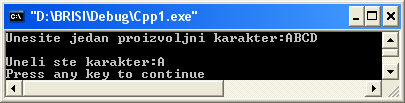 "D:\BRISI\Debug\Cpp1.exe"
Unesite jedan proizvoljni karakter:ABCD
Uneli ste karakter:A
Press any key to continue